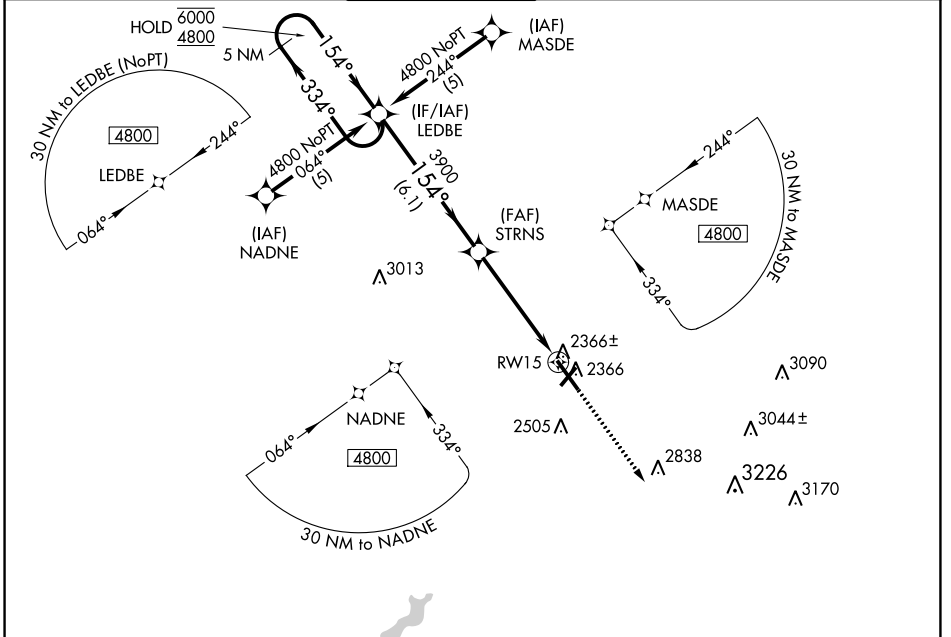 HOLD 6000
4800
5 NM
154°
334°
(IAF)
MASDE
4800 NoPT
244°
(5)
(IF/IAF)
LEDBE
30 NM to LEDBE (NoPT)
4800
244°
LEDBE
064°
4800 NoPT
064°
(5)
(IAF)
NADNE
3900
154°
(6.1)
(FAF)
STRNS
244°
MASDE
4800
30 NM to MASDE
334°
3013
2366±
RW15
2366
3090
2505
3044±
2838
3226
3170
NADNE
064°
334°
4800
30 NM to NADNE